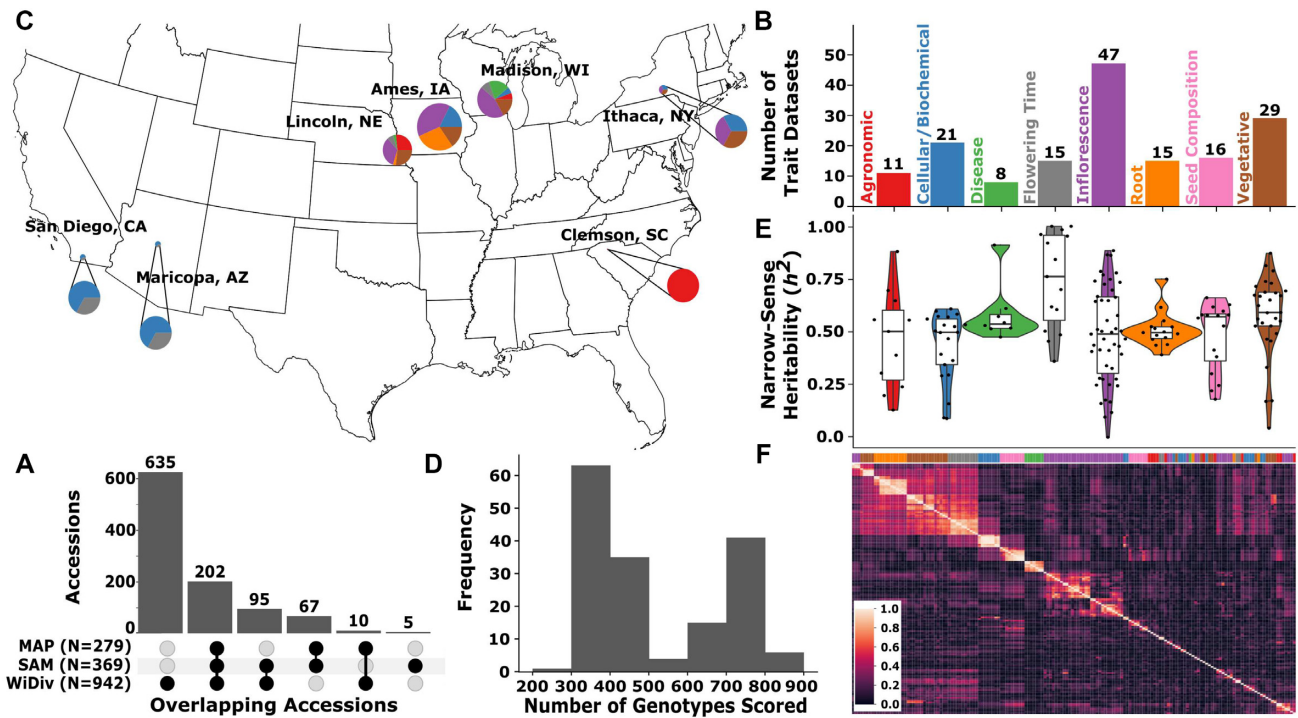 C
Madison, WI
Ames, IA
Lincoln, NE
Ithaca, NY
San Diego, CA
Maricopa, AZ
Clemson, SC
B
Number of
Trait Datasets
50
40
30
20
10
0
11
21
8
15
47
15
16
29
Agronomic
Cellular/Biochemical
Disease
Flowering Time
Inflorescence
Root
Seed Composition
Vegetative
E
Narrow-Sense
Heritability (h²)
1.00
0.75
0.50
0.25
0.0
A
Accessions
600
400
200
0
635
202
95
67
10
5
MAP (N=279)
SAM (N=369)
WiDiv (N=942)
Overlapping Accessions
D
Frequency
60
50
40
30
20
10
0
200 300 400 500 600 700 800 900
Number of Genotypes Scored
F
1.0
0.8
0.6
0.4
0.2
0.0